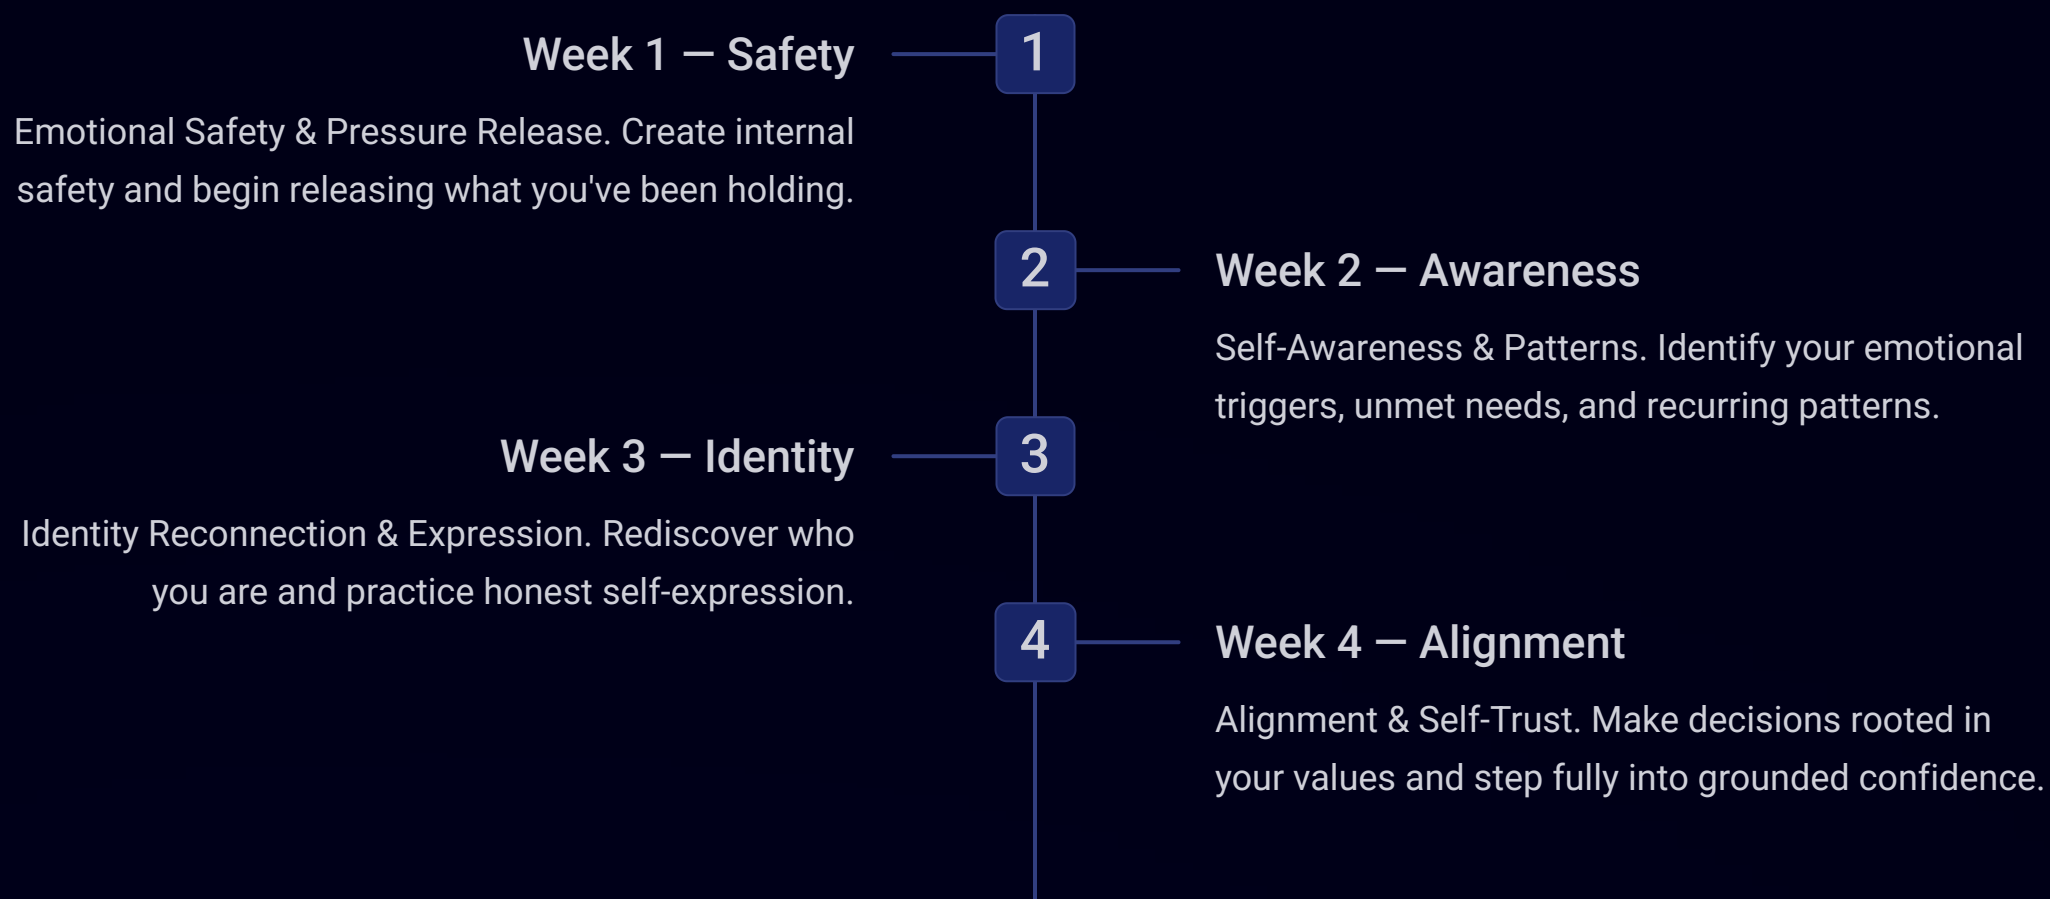 Week 1 — Safety
1
Emotional Safety & Pressure Release. Create internal
safety and begin releasing what you've been holding.
2
Week 2 — Awareness
Self-Awareness & Patterns. Identify your emotional
triggers, unmet needs, and recurring patterns.
Week 3 — Identity
3
Identity Reconnection & Expression. Rediscover who
you are and practice honest self-expression.
4
Week 4 — Alignment
Alignment & Self-Trust. Make decisions rooted in
your values and step fully into grounded confidence.